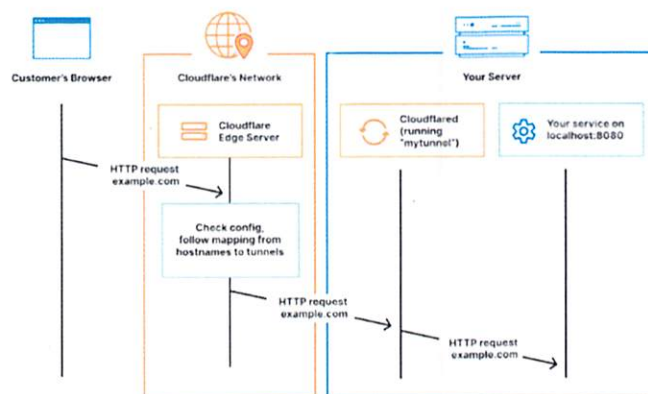 Customer's Browser
Cloudflare's Network
Your Server
Cloudflare
Edge Server
Cloudflared
(running
"mytunnel")
Your service on
localhost:8080
HTTP request
example.com
Check config,
follow mapping from
hostnames to tunnels
HTTP request
example.com
HTTP request
example.com